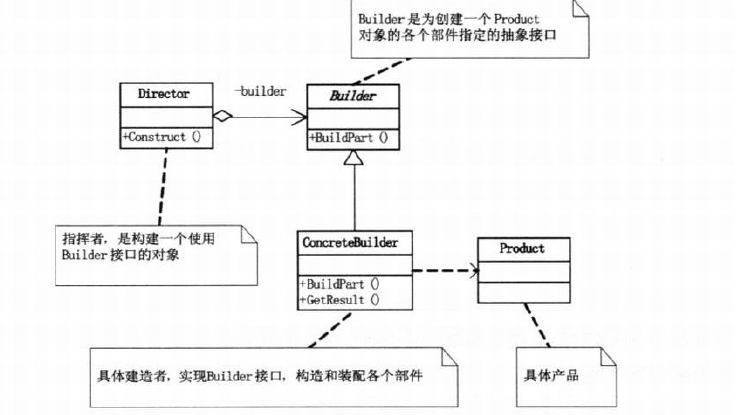 Builder是为创建一个Product
对象的各个部件指定的抽象接口
Director
-builder
Builder
+Construct()
+BuildPart()
指挥者，是构建一个使用
Builder接口的对象
ConcreteBuilder
Product
+BuildPart()
+GetResult()
具体建造者，实现Builder接口，构造和装配各个部件
具体产品